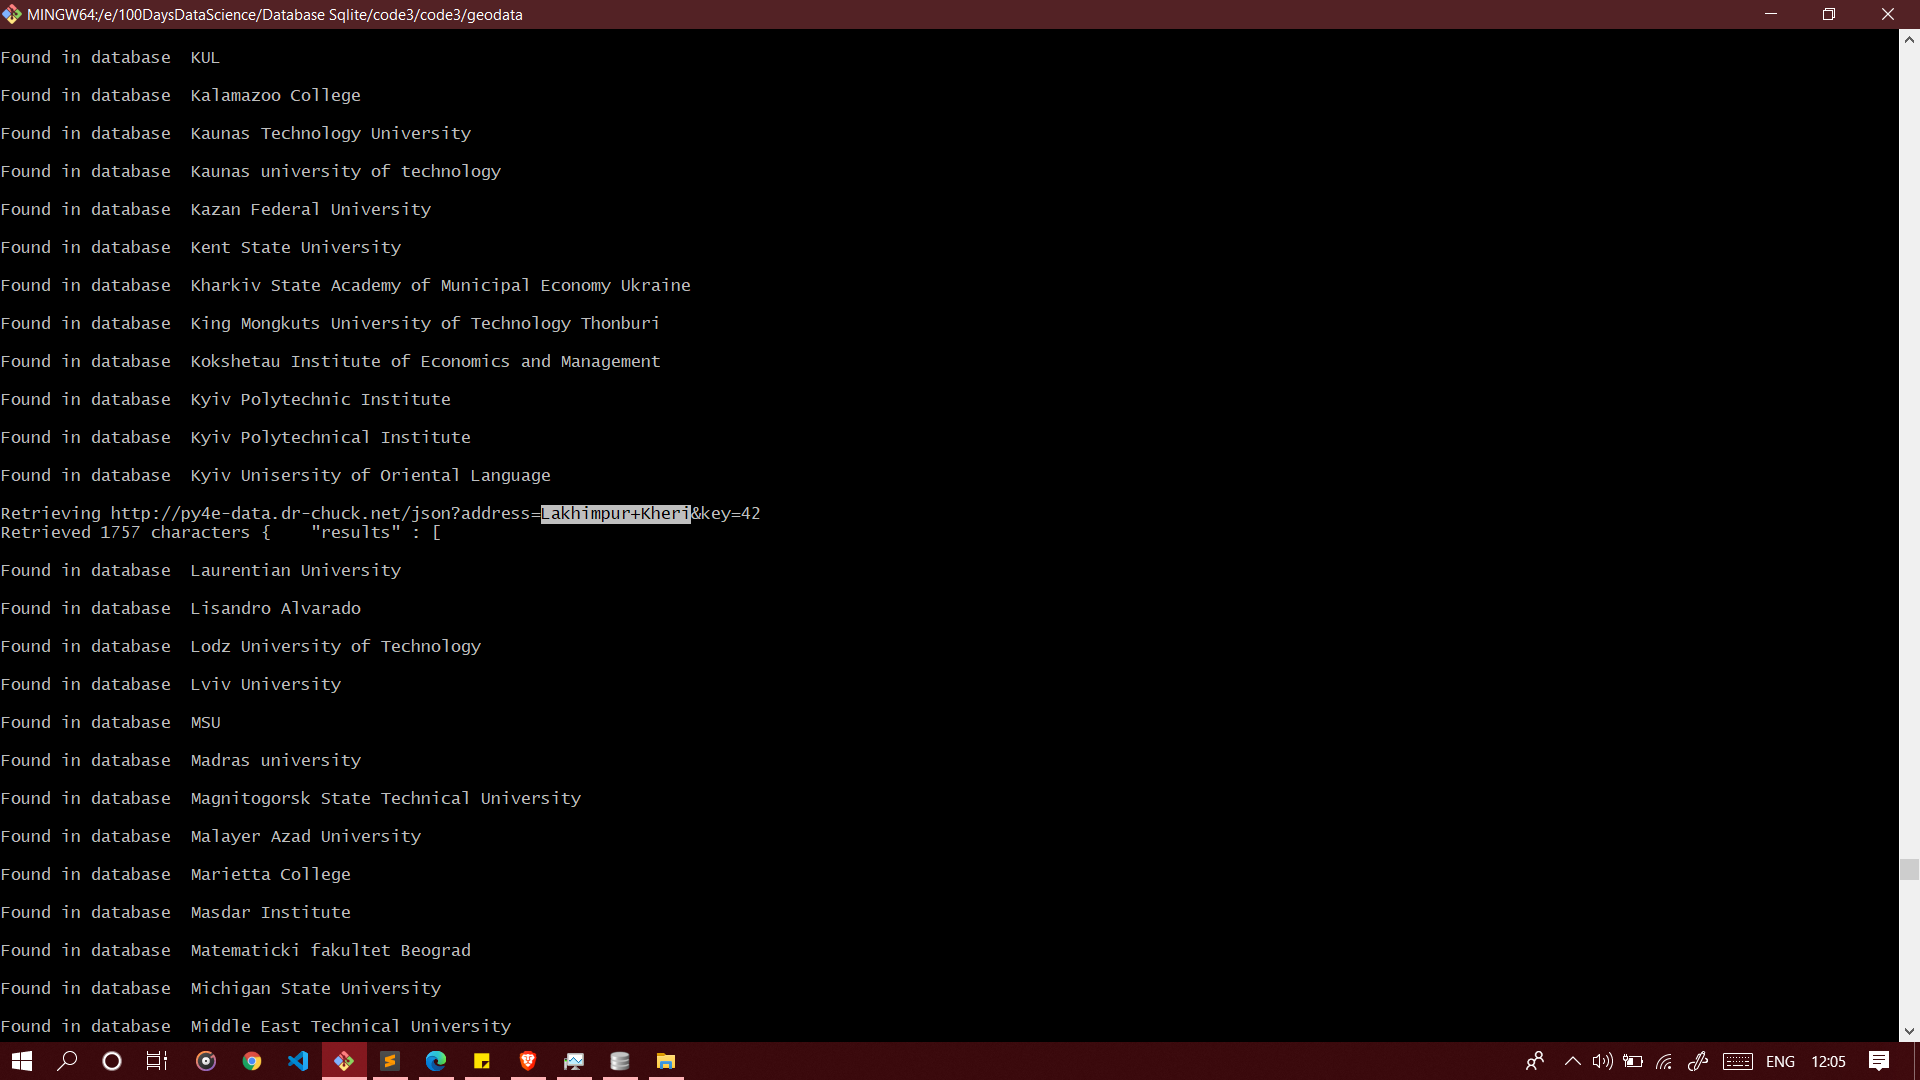 MINGW64:/e/100DaysDataScience/Database Sqlite/code3/code3/geodata
Found in database  KUL
Found in database  Kalamazoo College
Found in database  Kaunas Technology University
Found in database  Kaunas university of technology
Found in database  Kazan Federal University
Found in database  Kent State University
Found in database  Kharkiv State Academy of Municipal Economy Ukraine
Found in database  King Mongkuts University of Technology Thonburi
Found in database  Kokshetau Institute of Economics and Management
Found in database  Kyiv Polytechnic Institute
Found in database  Kyiv Polytechnical Institute
Found in database  Kyiv Unisersity of Oriental Language
Retrieving http://py4e-data.dr-chuck.net/json?address=Lakhimpur+Kheri&key=42
Retrieved 1757 characters {    "results" : [
Found in database  Laurentian University
Found in database  Lisandro Alvarado
Found in database  Lodz University of Technology
Found in database  Lviv University
Found in database  MSU
Found in database  Madras university
Found in database  Magnitogorsk State Technical University
Found in database  Malayer Azad University
Found in database  Marietta College
Found in database  Masdar Institute
Found in database  Matematicki fakultet Beograd
Found in database  Michigan State University
Found in database  Middle East Technical University
ENG 12:05